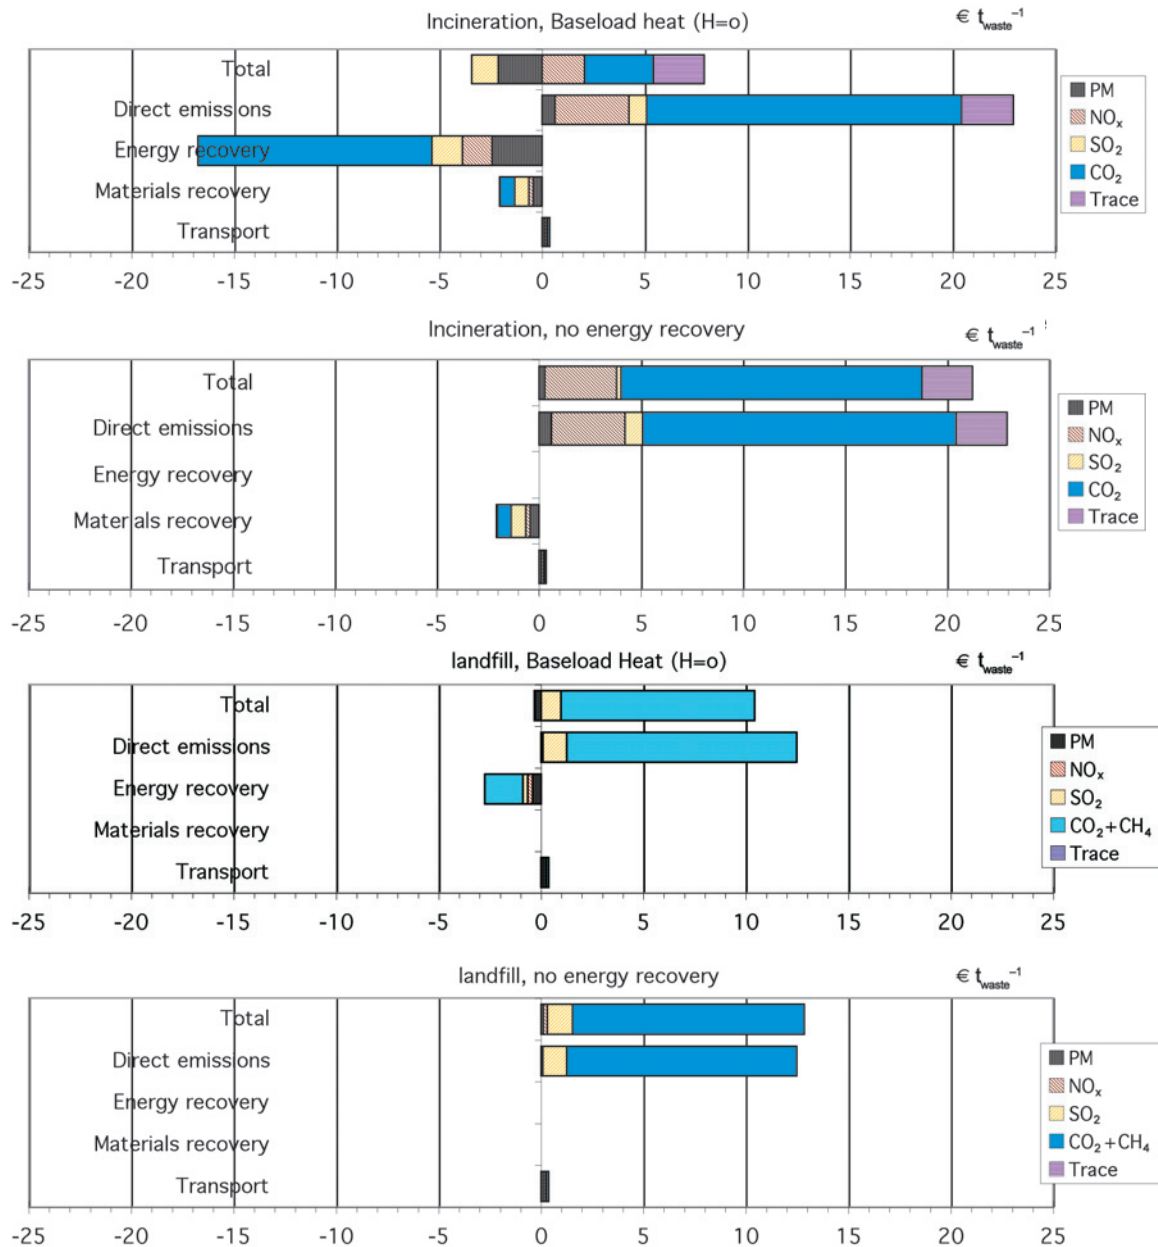 Incineration, Baseload heat (H=o) € t waste −1
Total
Direct emissions
Energy recovery
Materials recovery
Transport
PM
NOx
SO2
CO2
Trace
-25 -20 -15 -10 -5 0 5 10 15 20 25
Incineration, no energy recovery € t waste −1
Total
Direct emissions
Energy recovery
Materials recovery
Transport
PM
NOx
SO2
CO2
Trace
-25 -20 -15 -10 -5 0 5 10 15 20 25
landfill, Baseload Heat (H=o) € t waste −1
Total
Direct emissions
Energy recovery
Materials recovery
Transport
PM
NOx
SO2
CO2+CH4
Trace
-25 -20 -15 -10 -5 0 5 10 15 20 25
landfill, no energy recovery € t waste −1
Total
Direct emissions
Energy recovery
Materials recovery
Transport
PM
NOx
SO2
CO2+CH4
Trace
-25 -20 -15 -10 -5 0 5 10 15 20 25